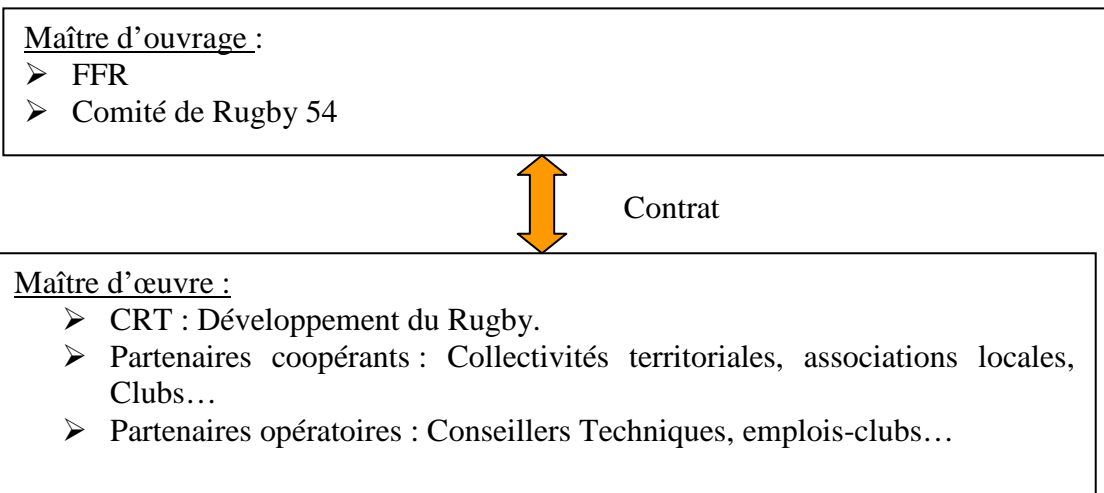 Maître d’ouvrage :
➢ FFR
➢ Comité de Rugby 54
Contrat
Maître d’œuvre :
➢ CRT : Développement du Rugby.
➢ Partenaires coopérants : Collectivités territoriales, associations locales,
Clubs…
➢ Partenaires opératoires : Conseillers Techniques, emplois-clubs…